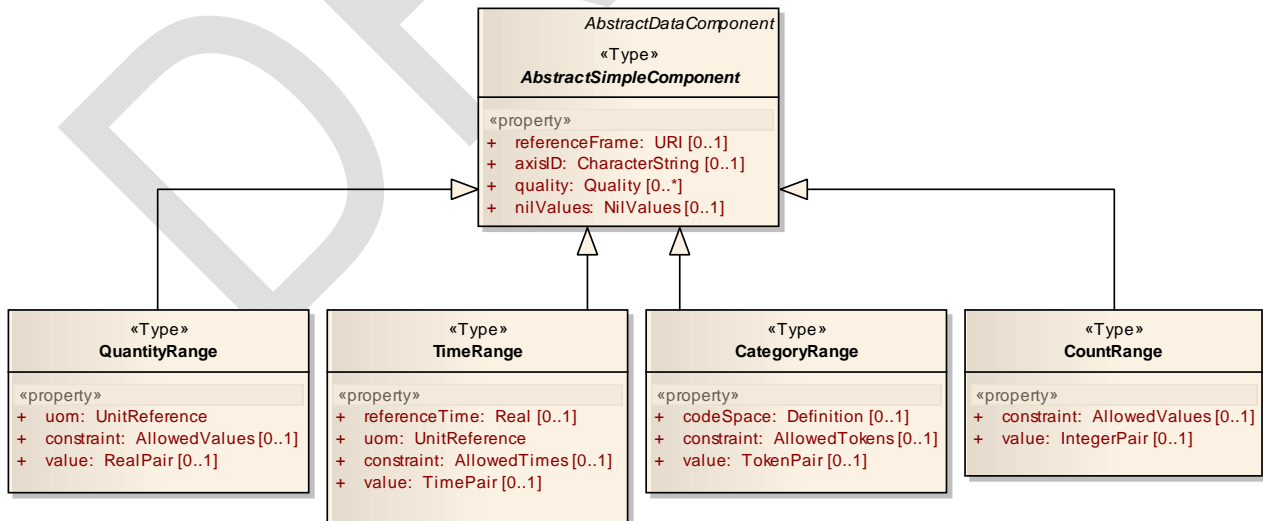 AbstractDataComponent
«Type»
AbstractSimpleComponent
«property»
+ referenceFrame: URI [0..1]
+ axisID: CharacterString [0..1]
+ quality: Quality [0..*]
+ nilValues: NilValues [0..1]
«Type»
QuantityRange
«property»
+ uom: UnitReference
+ constraint: AllowedValues [0..1]
+ value: RealPair [0..1]
«Type»
TimeRange
«property»
+ referenceTime: Real [0..1]
+ uom: UnitReference
+ constraint: AllowedTimes [0..1]
+ value: TimePair [0..1]
«Type»
CategoryRange
«property»
+ codeSpace: Definition [0..1]
+ constraint: AllowedTokens [0..1]
+ value: TokenPair [0..1]
«Type»
CountRange
«property»
+ constraint: AllowedValues [0..1]
+ value: IntegerPair [0..1]